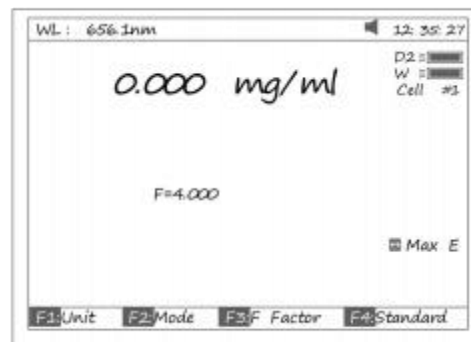 WL: 656.1nm 12:35:27
D2=
W =
0.000 mg/ml
Cell #1
F=4.000
Max E
F1:Unit F2:Mode F3:F Factor F4:Standard